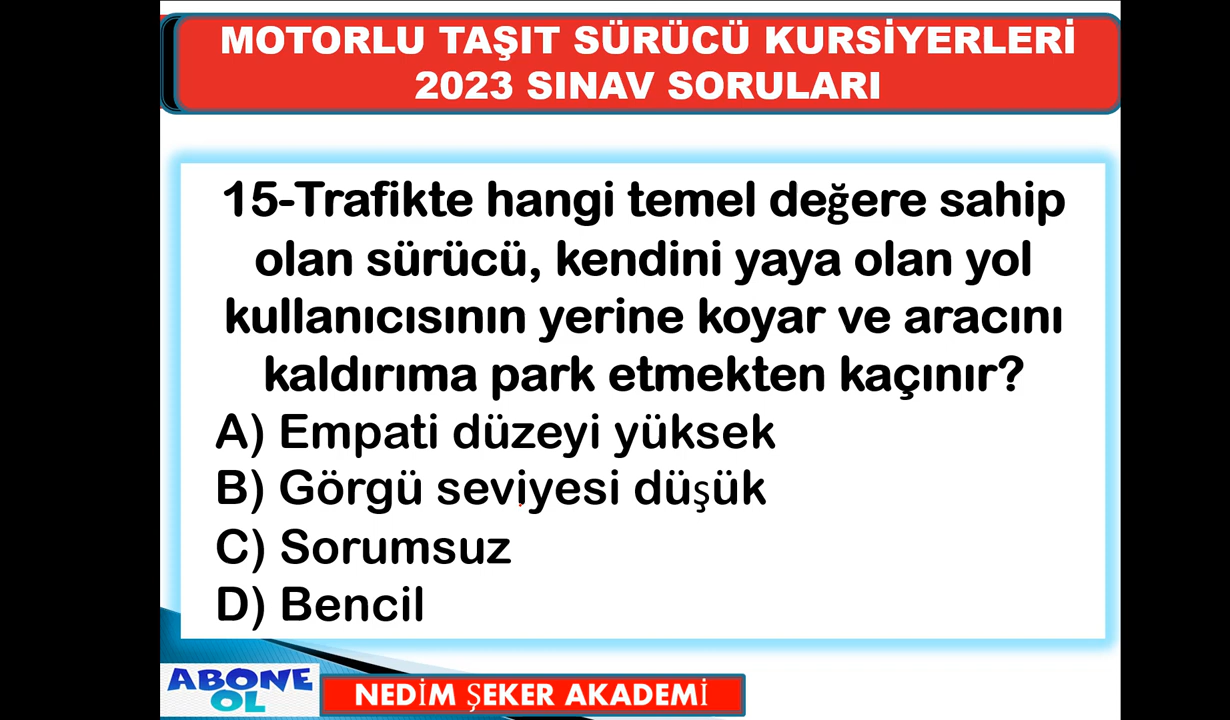 MOTORLU TAŞIT SÜRÜCÜ KURSİYERLERİ
2023 SINAV SORULARI
15-Trafikte hangi temel değere sahip
olan sürücü, kendini yaya olan yol
kullanıcısının yerine koyar ve aracını
kaldırıma park etmekten kaçınır?
A) Empati düzeyi yüksek
B) Görgü seviyesi düşük
C) Sorumsuz
D) Bencil
ABONE
OL
NEDİM ŞEKER AKADEMİ